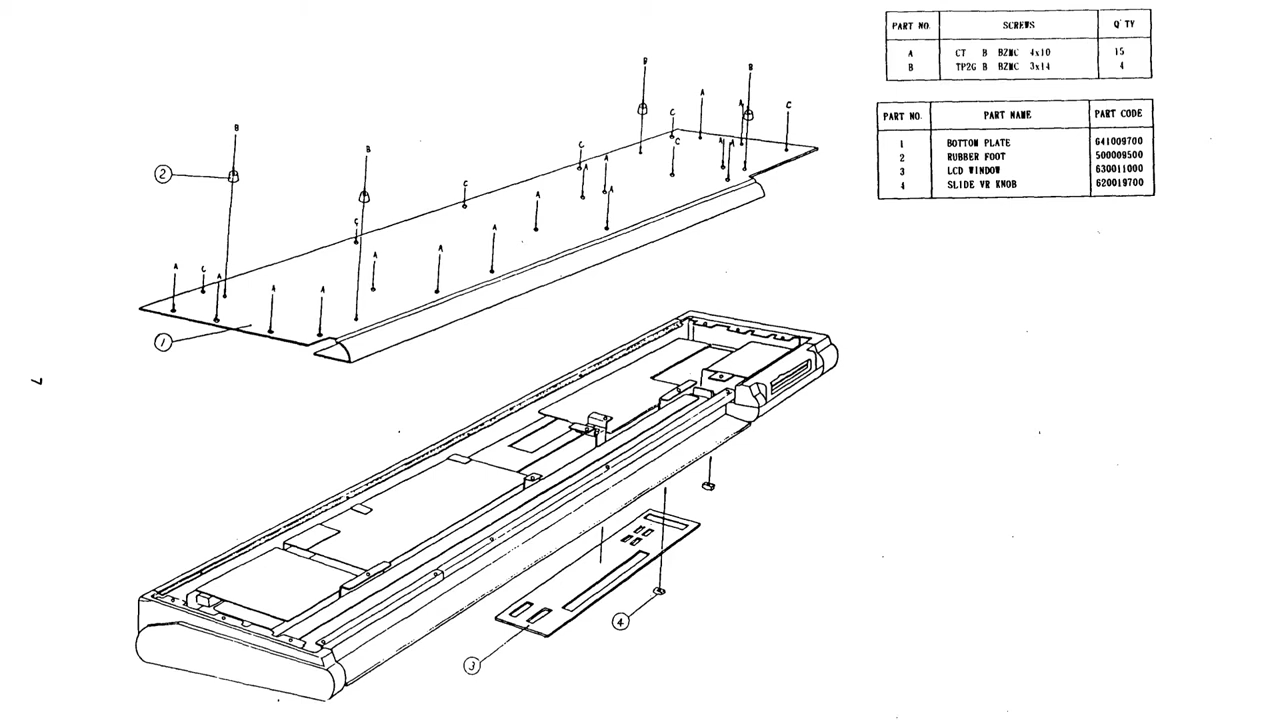 PART NO. SCREWS Q'TY
A CT B BZMC 4x10 15
B TP2G B BZMC 3x14 4
PART NO. PART NAME PART CODE
1 BOTTOM PLATE 641009700
2 RUBBER FOOT 500009500
3 LCD WINDOW 630011000
4 SLIDE VR KNOB 620019700
B
B
A
A
C
B
C
B
C
A
A
C
A
A
2
C
A
C
A
A
A
A
A
C
A
A
A
1
7
4
3